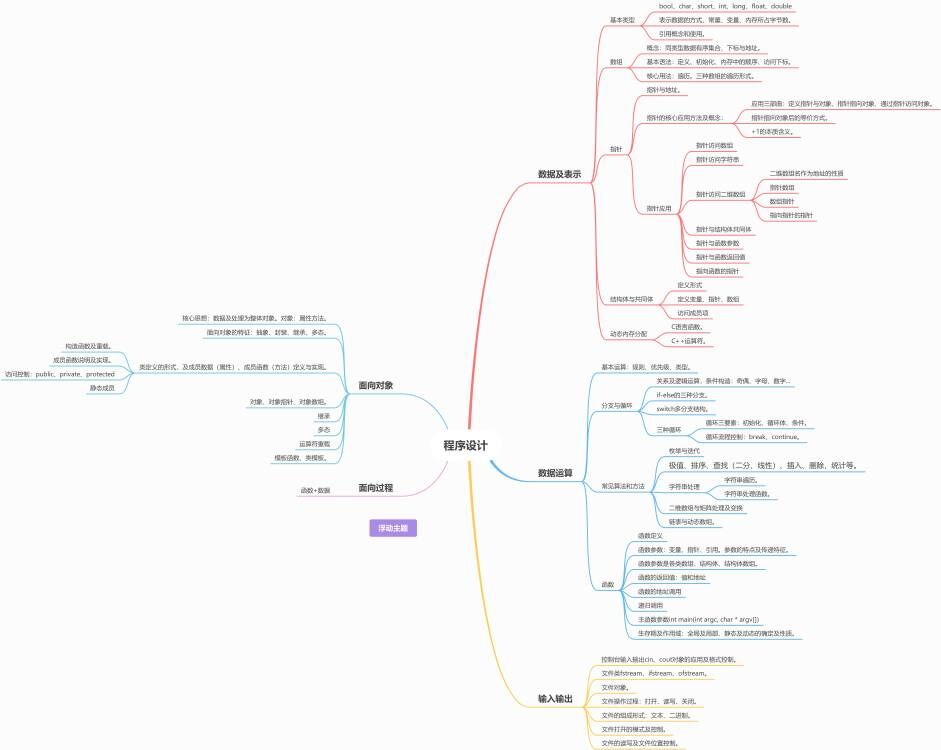 程序设计
数据及表示
基本类型
bool、char、short、int、long、float、double
表示数据的方式，常量、变量、内存所占字节数。
引用概念和使用。
数组
概念：同类型数据有序集合、下标与地址。
基本语法：定义、初始化、内存中的顺序、访问下标。
核心用法：遍历。三种数组的遍历形式。
指针
指针与地址。
指针的核心应用方法及概念：
应用三部曲：定义指针与对象、指针指向对象、通过指针访问对象。
指针指向对象后的等价方式。
+1的本质含义。
指针应用
指针访问数组
指针访问字符串
指针访问二维数组
二维数组名作为地址的性质
指针数组
数组指针
指向指针的指针
指针与结构体共同体
指针与函数参数
指针与函数返回值
指向函数的指针
结构体与共同体
定义形式
定义变量、指针、数组
访问成员项
动态内存分配
C语言函数。
C++运算符。
数据运算
基本运算：规则、优先级、类型。
分支与循环
关系及逻辑运算、条件构造：奇偶、字母、数字...
if-else的三种分支。
switch多分支结构。
三种循环
循环三要素：初始化、循环体、条件。
循环流程控制：break、continue。
常见算法和方法
枚举与迭代
极值、排序、查找（二分、线性），插入、删除、统计等。
字符串处理
字符串遍历。
字符串处理函数。
二维数组与矩阵处理及变换
链表与动态数组。
函数
函数定义
函数参数：变量、指针、引用。参数的特点及传递特征。
函数参数是各类数组、结构体、结构体数组。
函数的返回值：值和地址
函数的地址调用
递归调用
主函数参数int main(int argc, char * argv[])
生存期及作用域：全局及局部、静态及动态的确定及性质。
输入输出
控制台输入输出cin、cout对象的应用及格式控制。
文件类fstream、ifstream、ofstream。
文件对象。
文件操作过程：打开、读写、关闭。
文件的组成形式：文本、二进制。
文件打开的模式及控制。
文件的读写及文件位置控制。
面向对象
核心思想：数据及处理为整体对象。对象：属性方法。
面向对象的特征：抽象、封装、继承、多态。
类定义的形式、及成员数据（属性）、成员函数（方法）定义与实现。
构造函数及重载。
成员函数说明及实现。
访问控制：public、private、protected
静态成员
对象、对象指针、对象数组。
继承
多态
运算符重载
模板函数、类模板。
面向过程
函数+数据
浮动主题